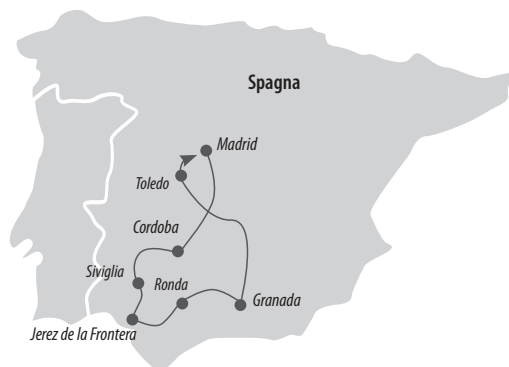 Spagna
Madrid
Toledo
Cordoba
Siviglia
Ronda
Granada
Jerez de la Frontera